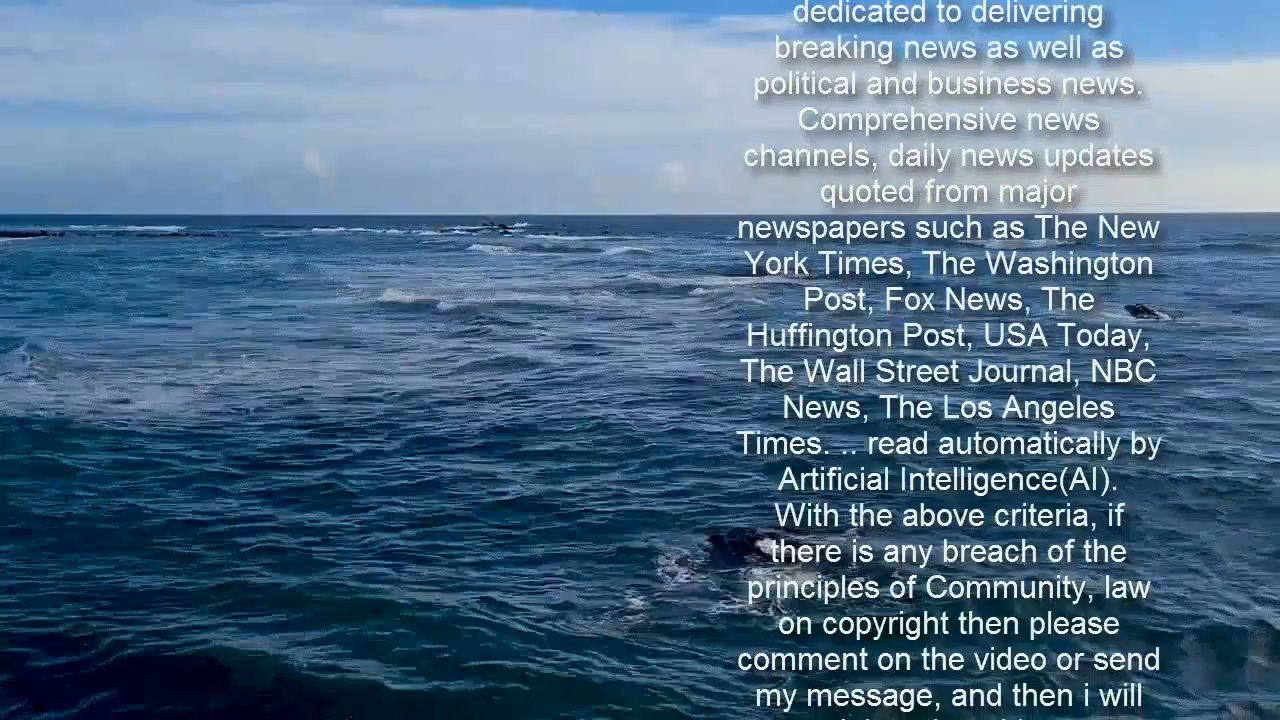 dedicated to delivering
breaking news as well as
political and business news.
Comprehensive news
channels, daily news updates
quoted from major
newspapers such as The New
York Times, The Washington
Post, Fox News, The
Huffington Post, USA Today,
The Wall Street Journal, NBC
News, The Los Angeles
Times. .. read automatically by
Artificial Intelligence(AI).
With the above criteria, if
there is any breach of the
principles of Community, law
on copyright then please
comment on the video or send
my message, and then i will